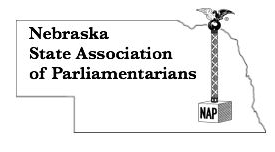 Nebraska
State Association
of Parliamentarians
NAP